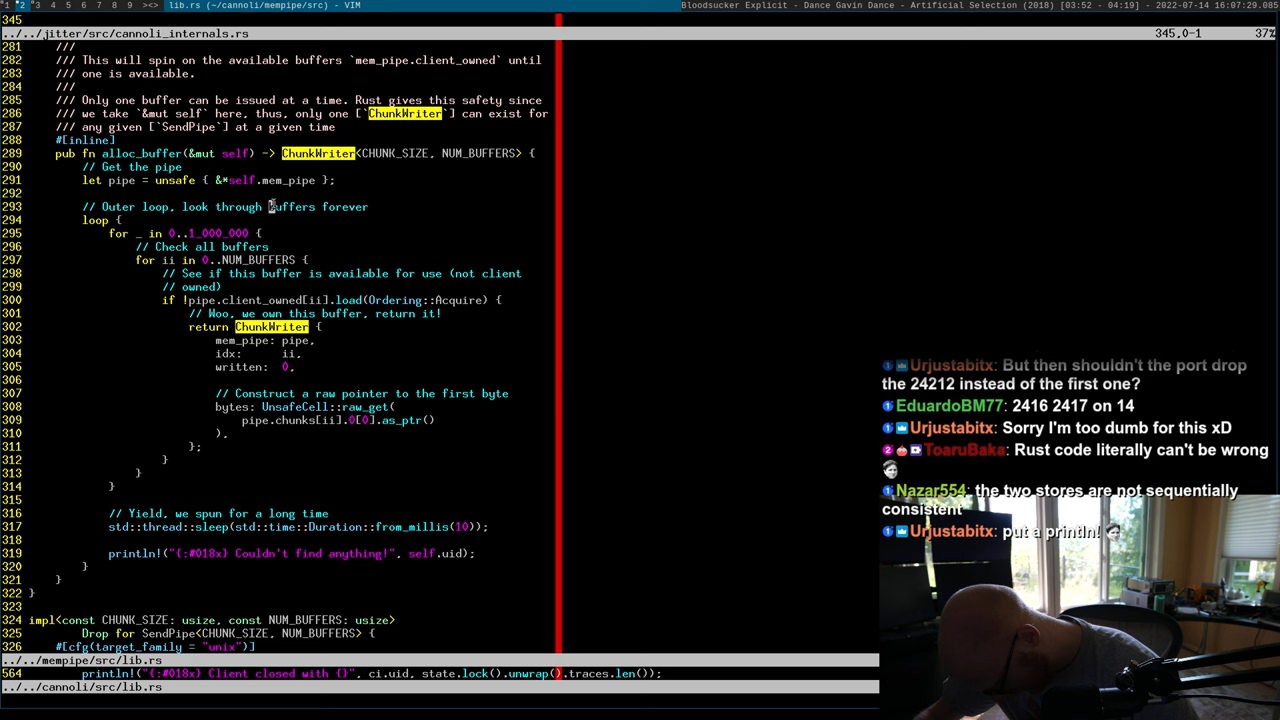 1 2 3 4 5 6 7 8 9 ><> lib.rs (~/cannoli/mempipe/src) - VIM Bloodsucker Explicit - Dance Gavin Dance - Artificial Selection (2018) [03:52 - 04:19] - 2022-07-14 16:07:29.085
345
../../jitter/src/cannoli_internals.rs 345,0-1 37%
281 ///
282 /// This will spin on the available buffers `mem_pipe.client_owned` until
283 /// one is available.
284 ///
285 /// Only one buffer can be issued at a time. Rust gives this safety since
286 /// we take `&mut self` here, thus, only one [`ChunkWriter`] can exist for
287 /// any given [`SendPipe`] at a given time
288 #[inline]
289 pub fn alloc_buffer(&mut self) -> ChunkWriter<CHUNK_SIZE, NUM_BUFFERS> {
290 // Get the pipe
291 let pipe = unsafe { &*self.mem_pipe };
292
293 // Outer loop, look through buffers forever
294 loop {
295 for _ in 0..1_000_000 {
296 // Check all buffers
297 for ii in 0..NUM_BUFFERS {
298 // See if this buffer is available for use (not client
299 // owned)
300 if !pipe.client_owned[ii].load(Ordering::Acquire) {
301 // Woo, we own this buffer, return it!
302 return ChunkWriter {
303 mem_pipe: pipe,
304 idx: ii,
305 written: 0,
306
307 // Construct a raw pointer to the first byte
308 bytes: UnsafeCell::raw_get(
309 pipe.chunks[ii].0[0].as_ptr()
310 ),
311 };
312 }
313 }
314 }
315
316 // Yield, we spun for a long time
317 std::thread::sleep(std::time::Duration::from_millis(10));
318
319 println!("{:#018x} Couldn't find anything!", self.uid);
320 }
321 }
322 }
323
324 impl<const CHUNK_SIZE: usize, const NUM_BUFFERS: usize>
325 Drop for SendPipe<CHUNK_SIZE, NUM_BUFFERS> {
326 #[cfg(target_family = "unix")]
../../mempipe/src/lib.rs
564 println!("{:#018x} Client closed with {}", ci.uid, state.lock().unwrap().traces.len());
../../cannoli/src/lib.rs
Urjustabitx: But then shouldn't the port drop
the 24212 instead of the first one?
EduardoBM77: 2416 2417 on 14
Urjustabitx: Sorry I'm too dumb for this xD
ToaruBaka: Rust code literally can't be wrong
Nazar554: the two stores are not sequentially
consistent
Urjustabitx: put a println!